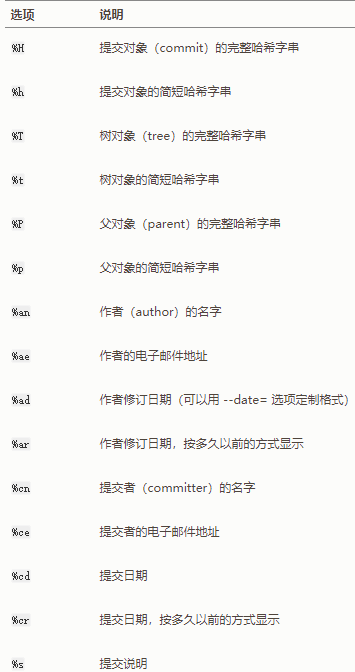 选项 说明
%H 提交对象（commit）的完整哈希字串
%h 提交对象的简短哈希字串
%T 树对象（tree）的完整哈希字串
%t 树对象的简短哈希字串
%P 父对象（parent）的完整哈希字串
%p 父对象的简短哈希字串
%an 作者（author）的名字
%ae 作者的电子邮件地址
%ad 作者修订日期（可以用 --date= 选项定制格式）
%ar 作者修订日期，按多久以前的方式显示
%cn 提交者（committer）的名字
%ce 提交者的电子邮件地址
%cd 提交日期
%cr 提交日期，按多久以前的方式显示
%s 提交说明